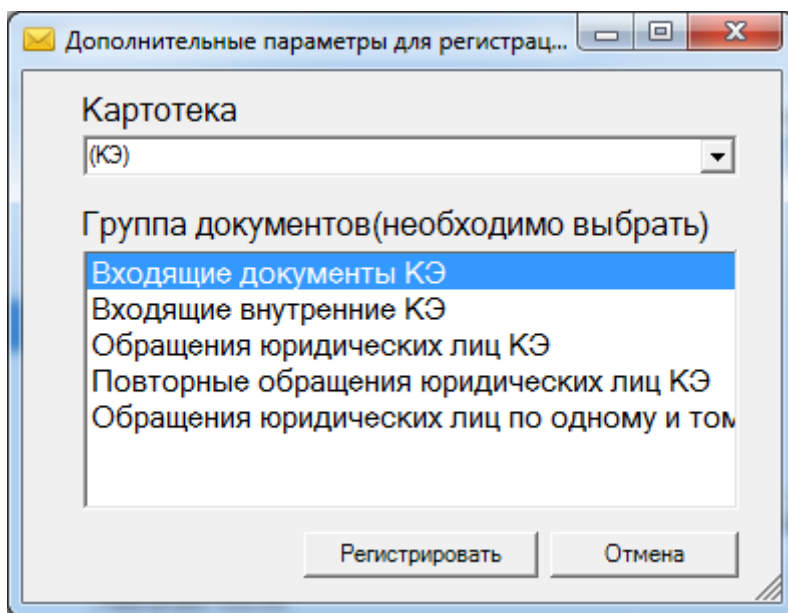 Дополнительные параметры для регистрац...
Картотека
(КЭ)
Группа документов(необходимо выбрать)
Входящие документы КЭ
Входящие внутренние КЭ
Обращения юридических лиц КЭ
Повторные обращения юридических лиц КЭ
Обращения юридических лиц по одному и том
Регистрировать Отмена